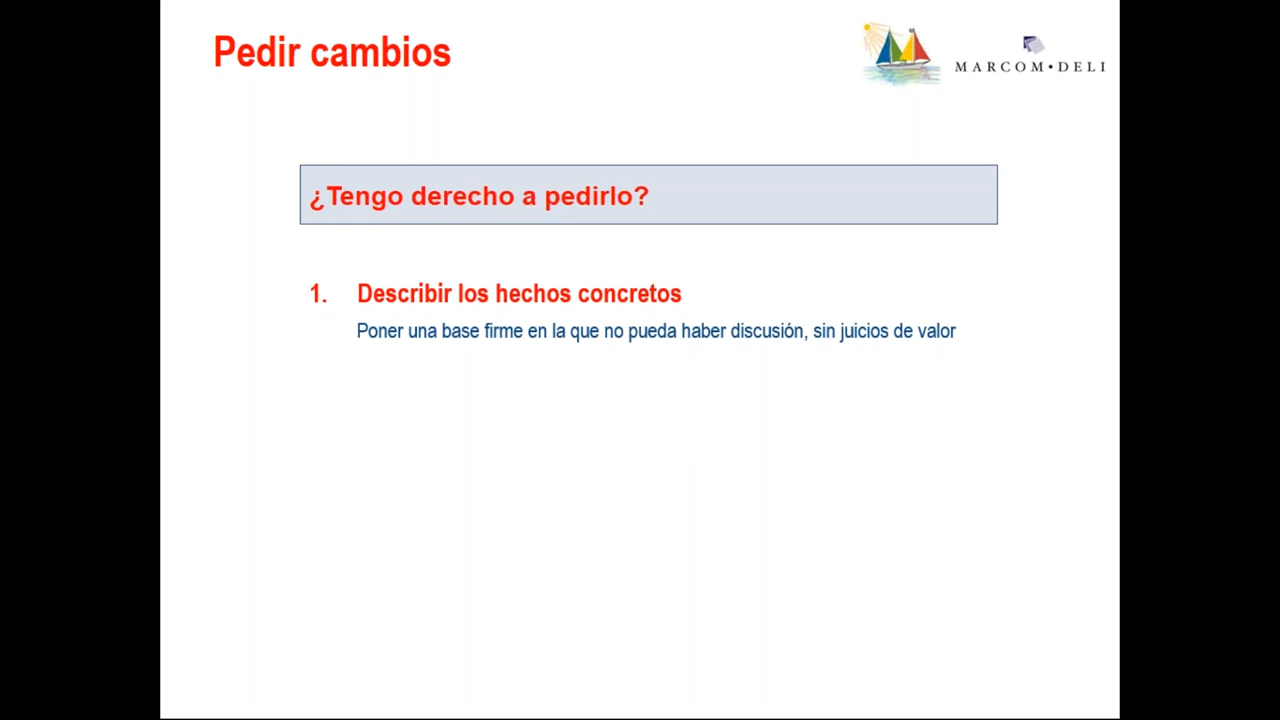 Pedir cambios
MARCOM•DELI
¿Tengo derecho a pedirlo?
1. Describir los hechos concretos
Poner una base firme en la que no pueda haber discusión, sin juicios de valor